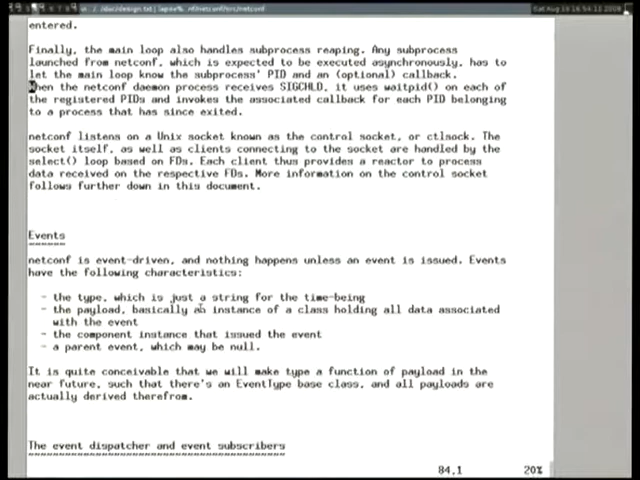 entered.
Finally, the main loop also handles subprocess reaping. Any subprocess
launched from netconf, which is expected to be executed asynchronously, has to
let the main loop know the subprocess' PID and an (optional) callback.
When the netconf daemon process receives SIGCHLD, it uses waitpid() on each of
the registered PIDs and invokes the associated callback for each PID belonging
to a process that has since exited.
netconf listens on a Unix socket known as the control socket, or ctlsock. The
socket itself, as well as clients connecting to the socket are handled by the
select() loop based on FDs. Each client thus provides a reactor to process
data received on the respective FDs. More information on the control socket
follows further down in this document.
Events
~~~~~~
netconf is event-driven, and nothing happens unless an event is issued. Events
have the following characteristics:
- the type, which is just a string for the time-being
- the payload, basically an instance of a class holding all data associated
with the event
- the component instance that issued the event
- a parent event, which may be null.
It is quite conceivable that we will make type a function of payload in the
near future, such that there's an EventType base class, and all payloads are
actually derived therefrom.
The event dispatcher and event subscribers
~~~~~~~~~~~~~~~~~~~~~~~~~~~~~~~~~~~~~~~~~~
84,1 20%